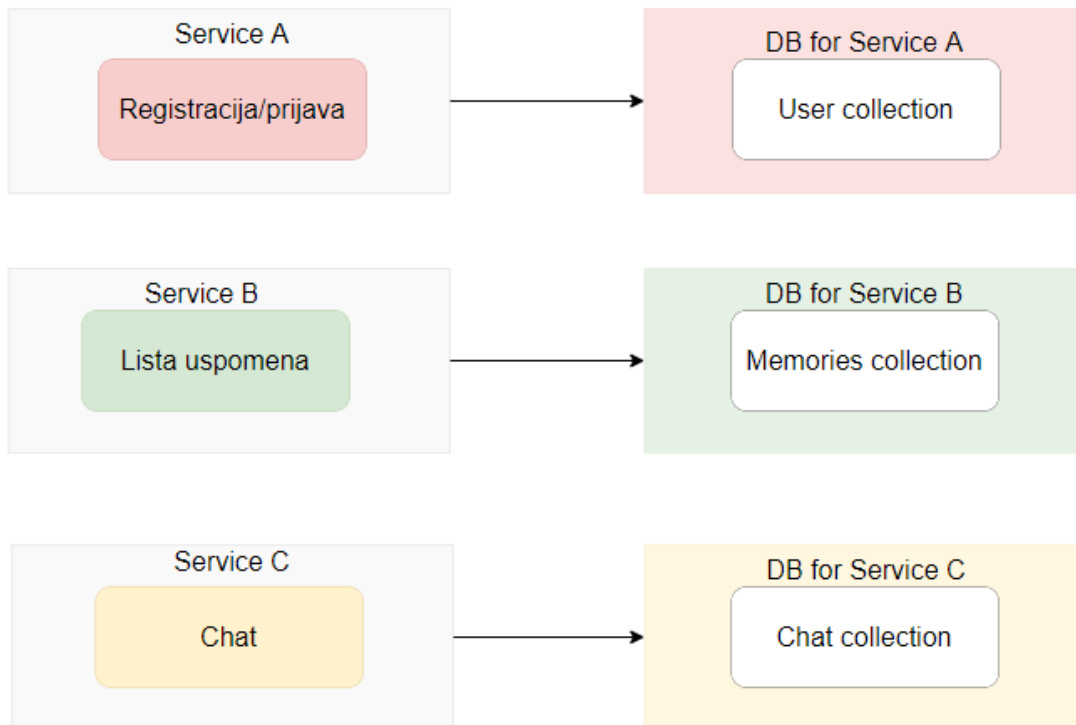 Service A
Registracija/prijava
DB for Service A
User collection
Service B
Lista uspomena
DB for Service B
Memories collection
Service C
Chat
DB for Service C
Chat collection